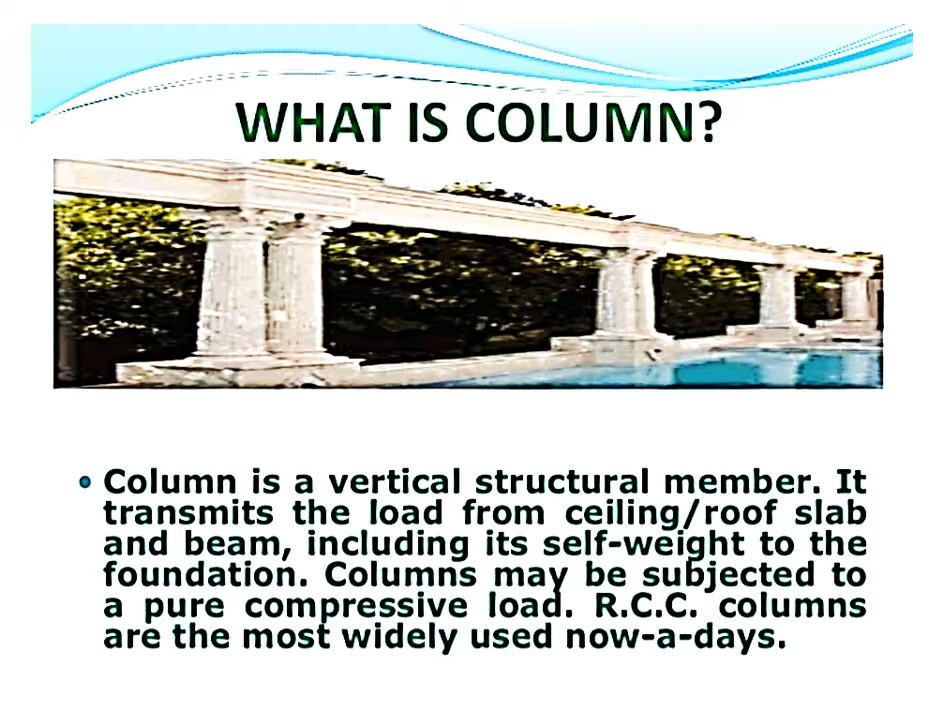 WHAT IS COLUMN?
• Column is a vertical structural member. It
transmits the load from ceiling/roof slab
and beam, including its self-weight to the
foundation. Columns may be subjected to
a pure compressive load. R.C.C. columns
are the most widely used now-a-days.